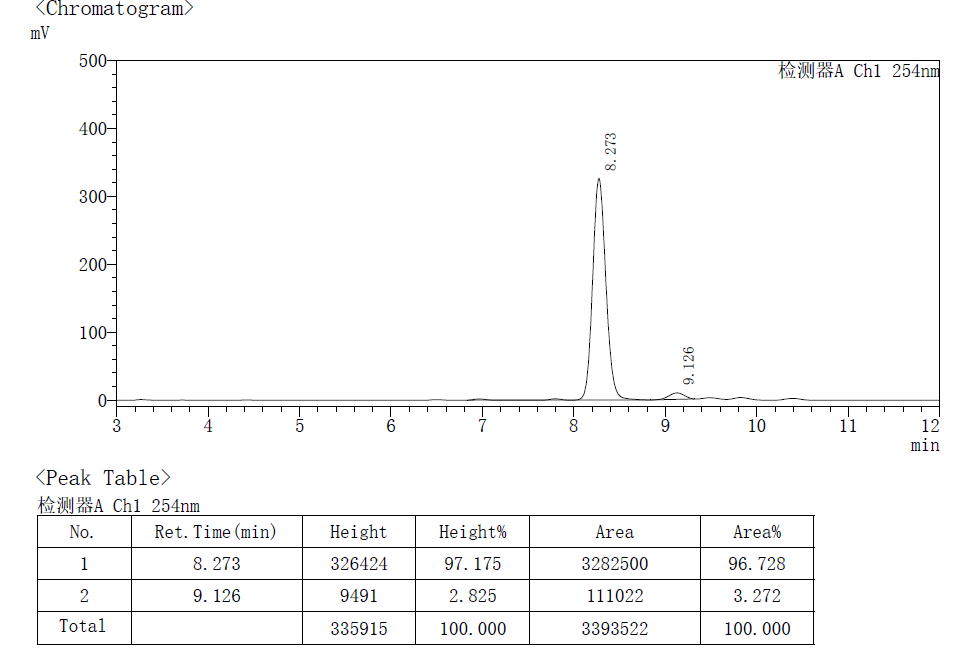 <Chromatogram>
mV
检测器A Ch1 254nm
500
400
300
200
100
0
8.273
9.126
3 4 5 6 7 8 9 10 11 12
min
<Peak Table>
检测器A Ch1 254nm
No. Ret.Time(min) Height Height% Area Area%
1 8.273 326424 97.175 3282500 96.728
2 9.126 9491 2.825 111022 3.272
Total 335915 100.000 3393522 100.000